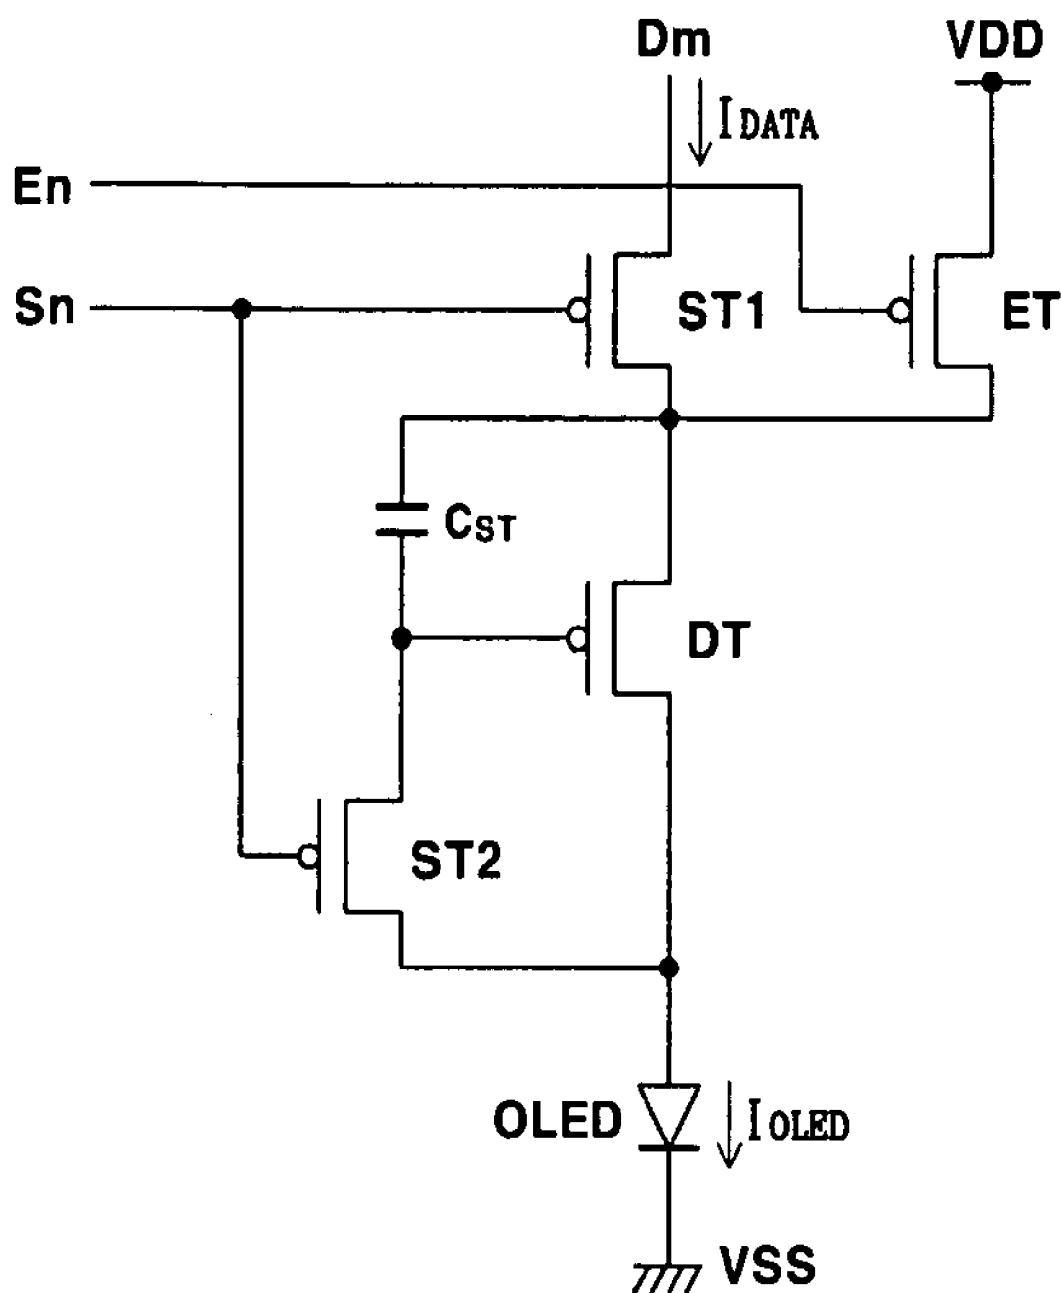 Dm
VDD
IDATA
En
Sn
ST1
ET
CST
DT
ST2
OLED
IOLED
VSS